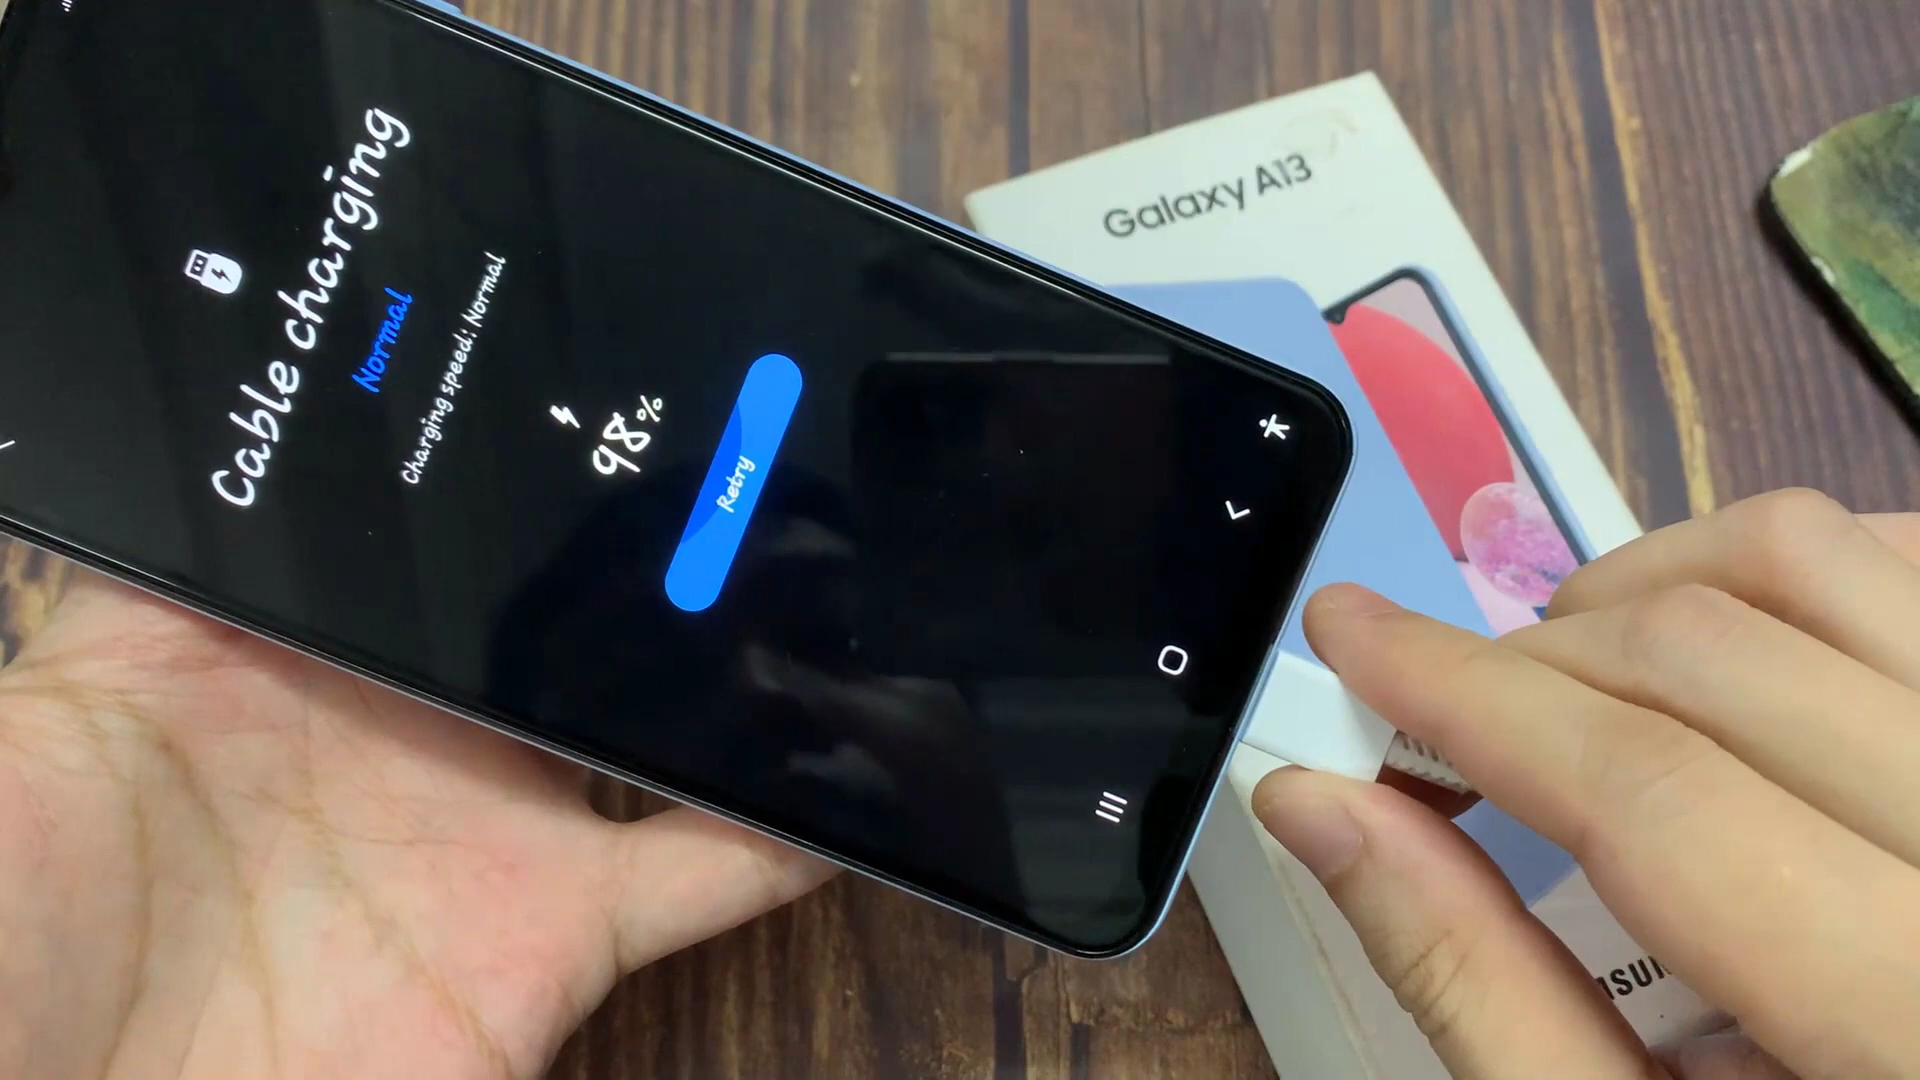 Cable charging
Normal
Charging speed: Normal
98%
Retry
Galaxy A13